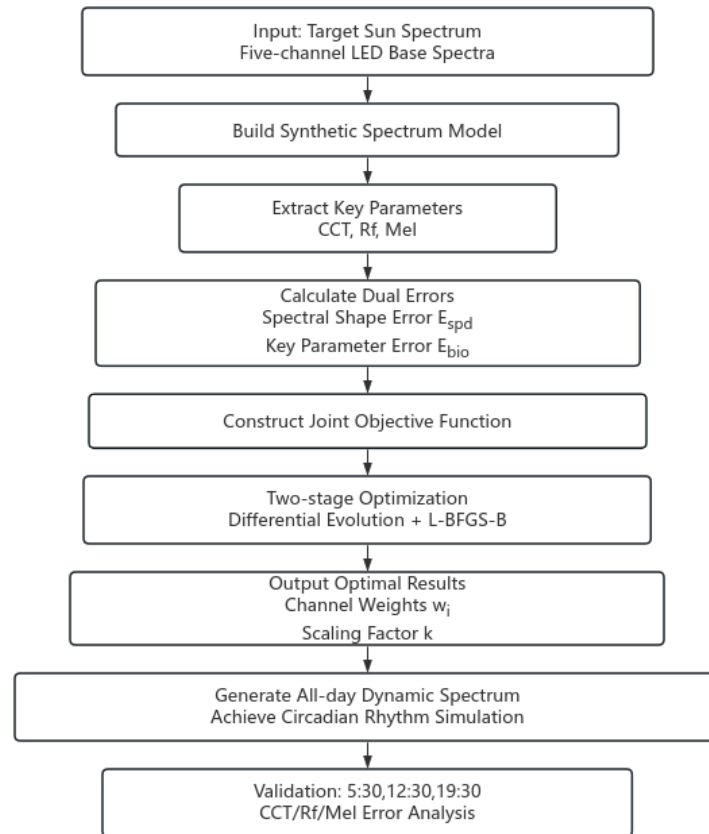 Input: Target Sun Spectrum
Five-channel LED Base Spectra
Build Synthetic Spectrum Model
Extract Key Parameters
CCT, Rf, Mel
Calculate Dual Errors
Spectral Shape Error E_spd
Key Parameter Error E_bio
Construct Joint Objective Function
Two-stage Optimization
Differential Evolution + L-BFGS-B
Output Optimal Results
Channel Weights w_i
Scaling Factor k
Generate All-day Dynamic Spectrum
Achieve Circadian Rhythm Simulation
Validation: 5:30,12:30,19:30
CCT/Rf/Mel Error Analysis